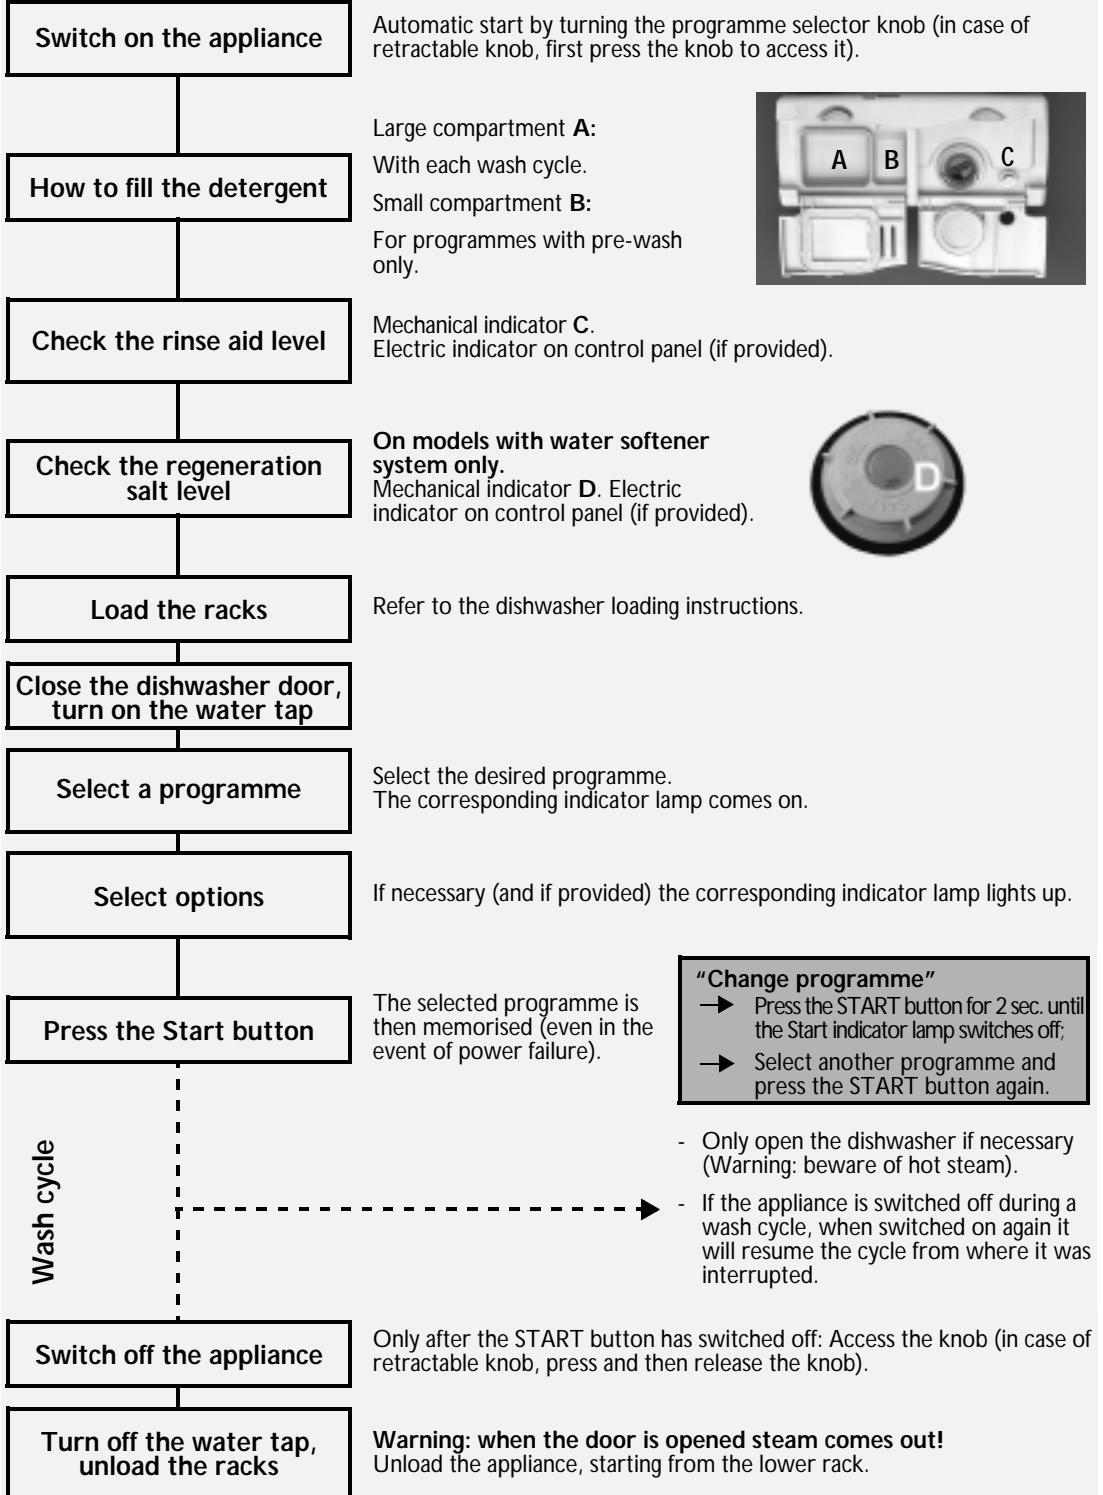 Switch on the appliance
Automatic start by turning the programme selector knob (in case of
retractable knob, first press the knob to access it).
How to fill the detergent
Large compartment A:
With each wash cycle.
Small compartment B:
For programmes with pre-wash
only.
A
B
C
Check the rinse aid level
Mechanical indicator C.
Electric indicator on control panel (if provided).
Check the regeneration
salt level
On models with water softener
system only.
Mechanical indicator D. Electric
indicator on control panel (if provided).
D
Load the racks
Refer to the dishwasher loading instructions.
Close the dishwasher door,
turn on the water tap
Select a programme
Select the desired programme.
The corresponding indicator lamp comes on.
Select options
If necessary (and if provided) the corresponding indicator lamp lights up.
Press the Start button
The selected programme is
then memorised (even in the
event of power failure).
“Change programme”
Press the START button for 2 sec. until
the Start indicator lamp switches off;
Select another programme and
press the START button again.
Wash cycle
- Only open the dishwasher if necessary
(Warning: beware of hot steam).
- If the appliance is switched off during a
wash cycle, when switched on again it
will resume the cycle from where it was
interrupted.
Switch off the appliance
Only after the START button has switched off: Access the knob (in case of
retractable knob, press and then release the knob).
Turn off the water tap,
unload the racks
Warning: when the door is opened steam comes out!
Unload the appliance, starting from the lower rack.